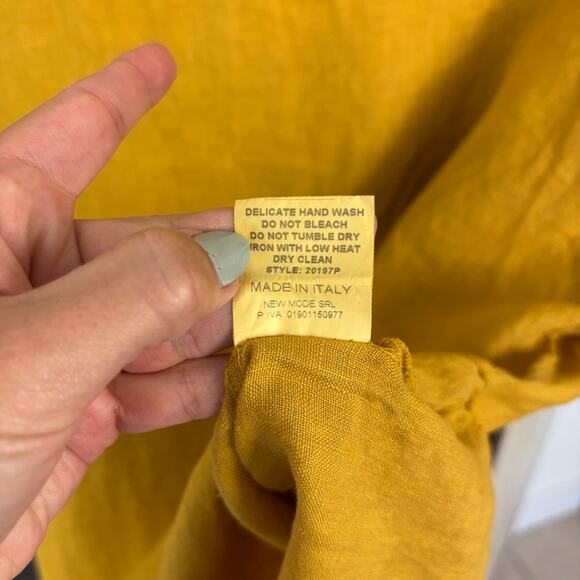 DELICATE HAND WASH
DO NOT BLEACH
DO NOT TUMBLE DRY
IRON WITH LOW HEAT
DRY CLEAN
STYLE: 20197P
MADE IN ITALY
NEW MODE SRL
P.IVA 01901150977